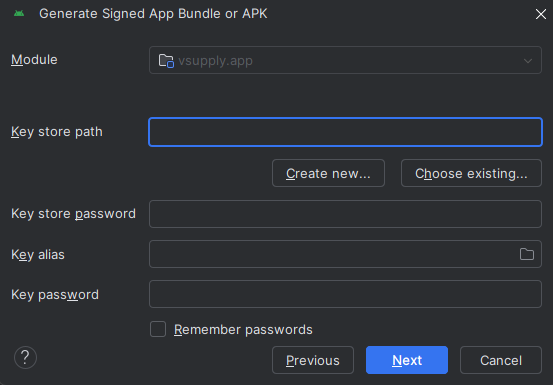 Generate Signed App Bundle or APK
Module
vsupply.app
Key store path
Create new...
Choose existing...
Key store password
Key alias
Key password
Remember passwords
?
Previous
Next
Cancel